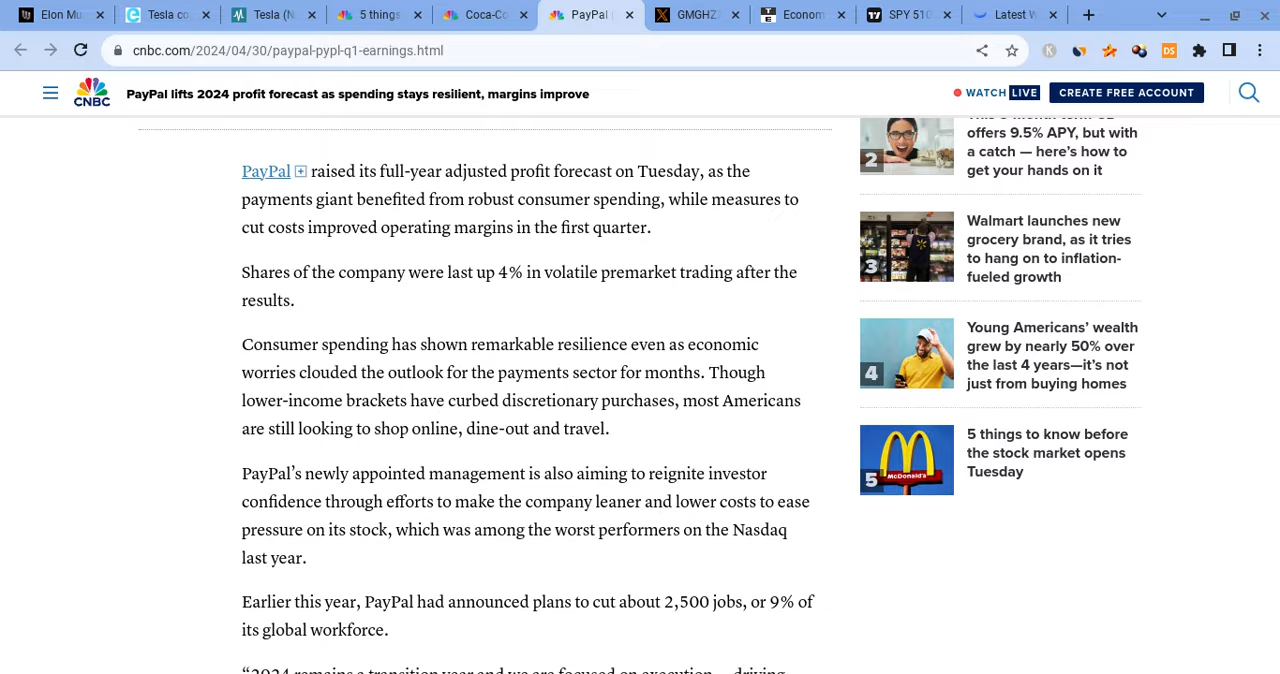 Elon Mu
Tesla co
Tesla (
5 things
Coca-Co
PayPal
GMGHZ
Econom
SPY 510
Latest W
cnbc.com/2024/04/30/paypal-pypl-q1-earnings.html
CNBC
PayPal lifts 2024 profit forecast as spending stays resilient, margins improve
WATCH LIVE
CREATE FREE ACCOUNT
PayPal raised its full-year adjusted profit forecast on Tuesday, as the
payments giant benefited from robust consumer spending, while measures to
cut costs improved operating margins in the first quarter.
Shares of the company were last up 4% in volatile premarket trading after the
results.
Consumer spending has shown remarkable resilience even as economic
worries clouded the outlook for the payments sector for months. Though
lower-income brackets have curbed discretionary purchases, most Americans
are still looking to shop online, dine-out and travel.
PayPal’s newly appointed management is also aiming to reignite investor
confidence through efforts to make the company leaner and lower costs to ease
pressure on its stock, which was among the worst performers on the Nasdaq
last year.
Earlier this year, PayPal had announced plans to cut about 2,500 jobs, or 9% of
its global workforce.
“2024 remains a transition year and we are focused on execution — driving
2
offers 9.5% APY, but with
a catch — here’s how to
get your hands on it
3
Walmart launches new
grocery brand, as it tries
to hang on to inflation-
fueled growth
4
Young Americans’ wealth
grew by nearly 50% over
the last 4 years—it’s not
just from buying homes
5
McDonald's
5 things to know before
the stock market opens
Tuesday